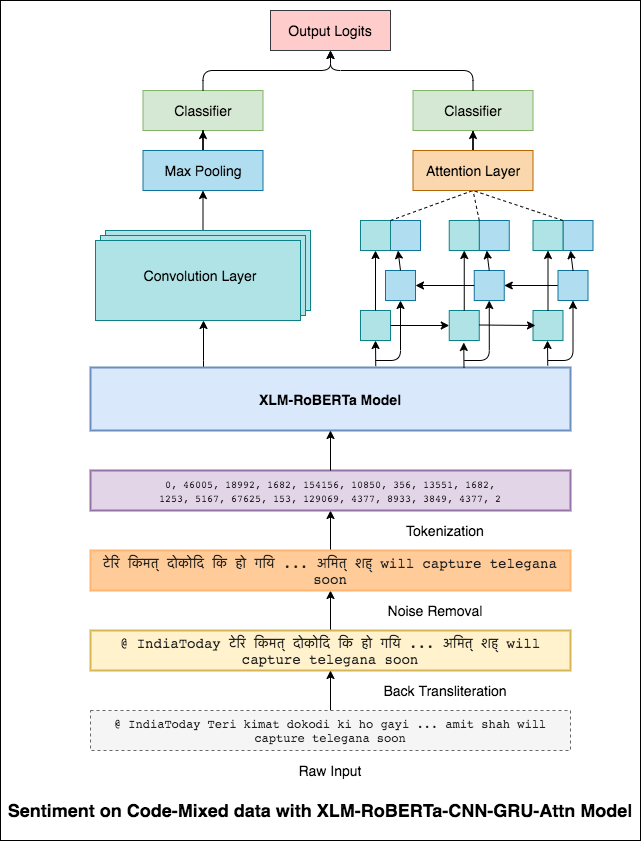 Output Logits
Classifier
Classifier
Max Pooling
Attention Layer
Convolution Layer
XLM-RoBERTa Model
0, 46005, 18992, 1682, 154156, 10850, 356, 13551, 1682,
1253, 5167, 67625, 153, 129069, 4377, 8933, 3849, 4377, 2
Tokenization
टेरि किमत् दोकोदि कि हो गयि ... अमित् शह् will capture telegana
soon
Noise Removal
@ IndiaToday टेरि किमत् दोकोदि कि हो गयि ... अमित् शह् will
capture telegana soon
Back Transliteration
@ IndiaToday Teri kimat dokodi ki ho gayi ... amit shah will
capture telegana soon
Raw Input
Sentiment on Code-Mixed data with XLM-RoBERTa-CNN-GRU-Attn Model